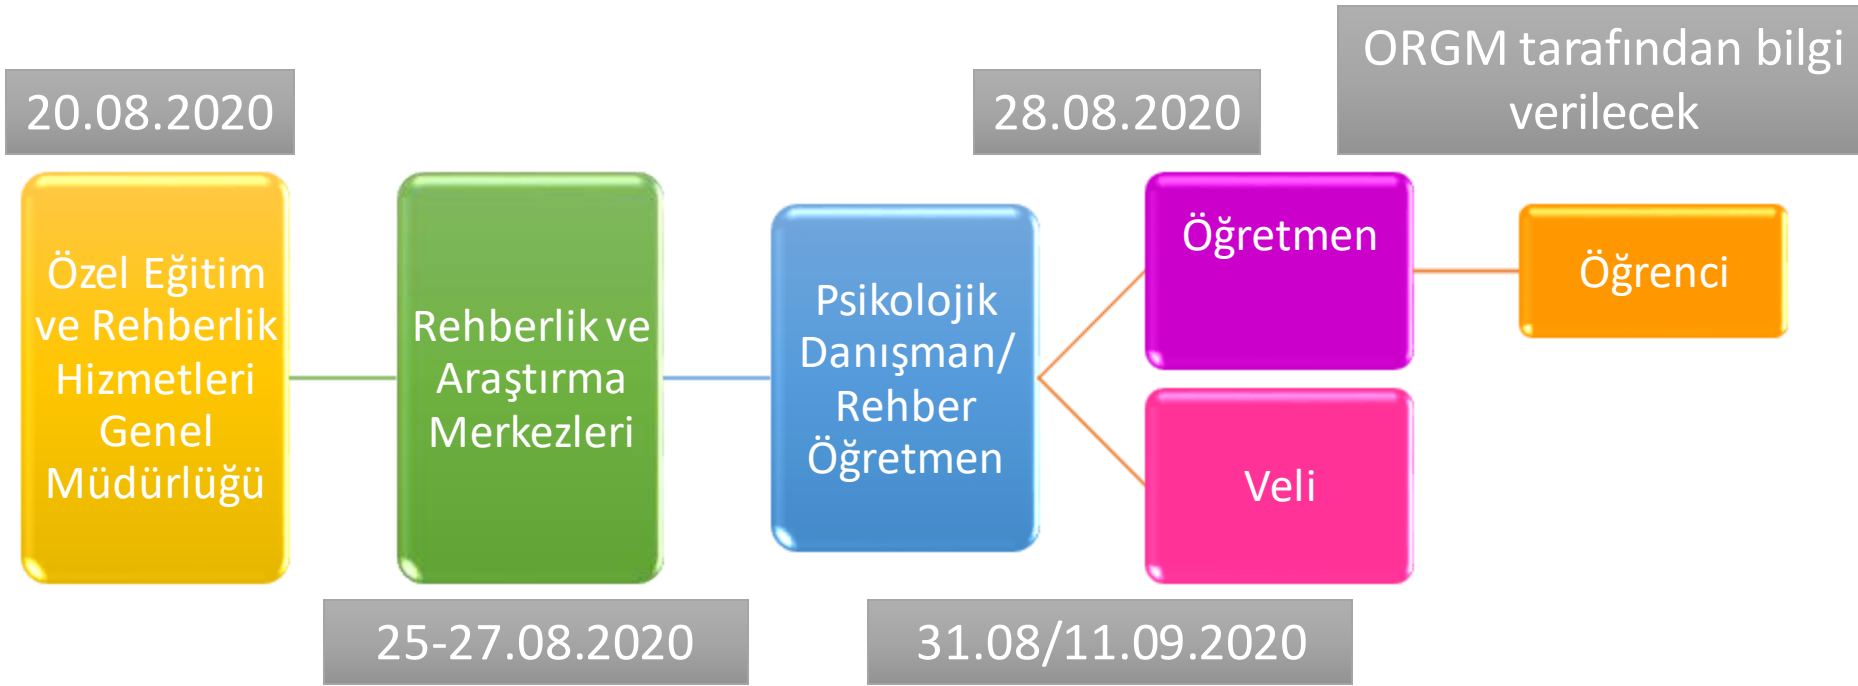 20.08.2020
Özel Eğitim
ve Rehberlik
Hizmetleri
Genel
Müdürlüğü
Rehberlik ve
Araştırma
Merkezleri
25-27.08.2020
Psikolojik
Danışman/
Rehber
Öğretmen
28.08.2020
Öğretmen
Veli
31.08/11.09.2020
ORGM tarafından bilgi
verilecek
Öğrenci